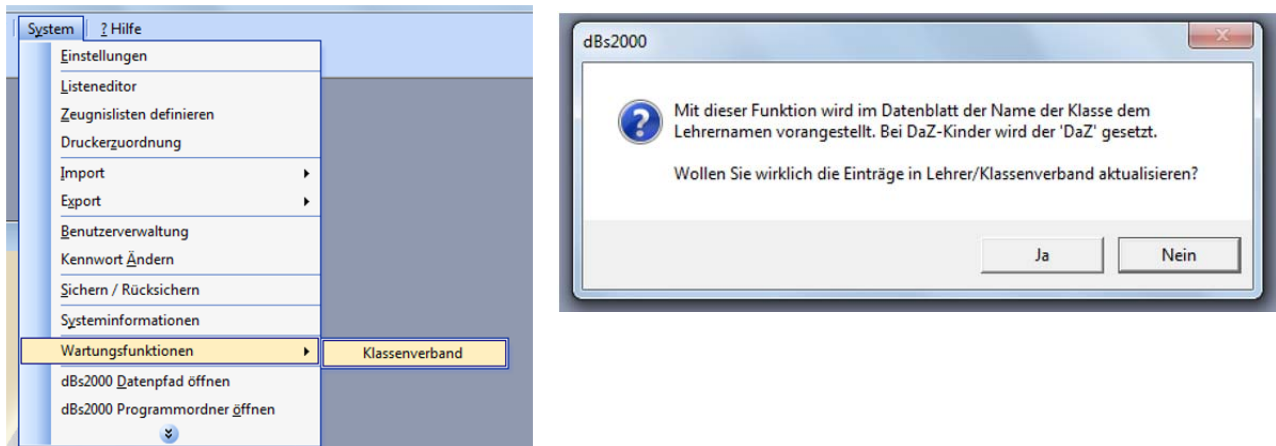 System ? Hilfe
Einstellungen
Listeneditor
Zeugnislisten definieren
Druckerzuordnung
Import
Export
Benutzerverwaltung
Kennwort Ändern
Sichern / Rücksichern
Systeminformationen
Wartungsfunktionen
Klassenverband
dBs2000 Datenpfad öffnen
dBs2000 Programmordner öffnen
dBs2000
Mit dieser Funktion wird im Datenblatt der Name der Klasse dem
Lehrernamen vorangestellt. Bei DaZ-Kinder wird der 'DaZ' gesetzt.
Wollen Sie wirklich die Einträge in Lehrer/Klassenverband aktualisieren?
Ja
Nein